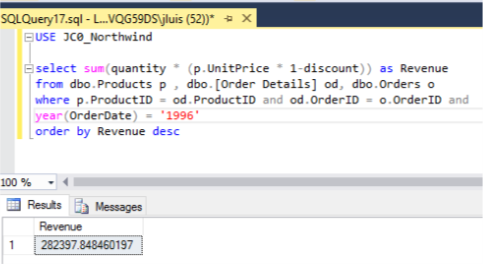 SQLQuery17.sql - L...VQG59DS\jluis (52))*
USE JC0_Northwind
select sum(quantity * (p.UnitPrice * 1-discount)) as Revenue
from dbo.Products p , dbo.[Order Details] od, dbo.Orders o
where p.ProductID = od.ProductID and od.OrderID = o.OrderID and
year(OrderDate) = '1996'
order by Revenue desc
100 %
Results Messages
Revenue
1 282397.848460197